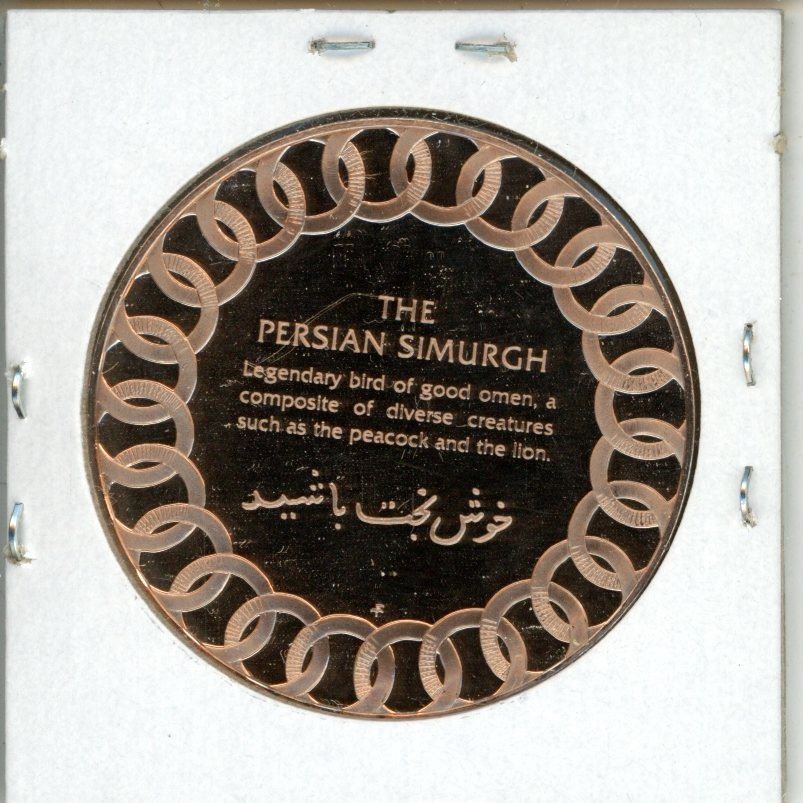 THE
PERSIAN SIMURGH
Legendary bird of good omen, a
composite of diverse creatures
such as the peacock and the lion.
خوش بخت باشید